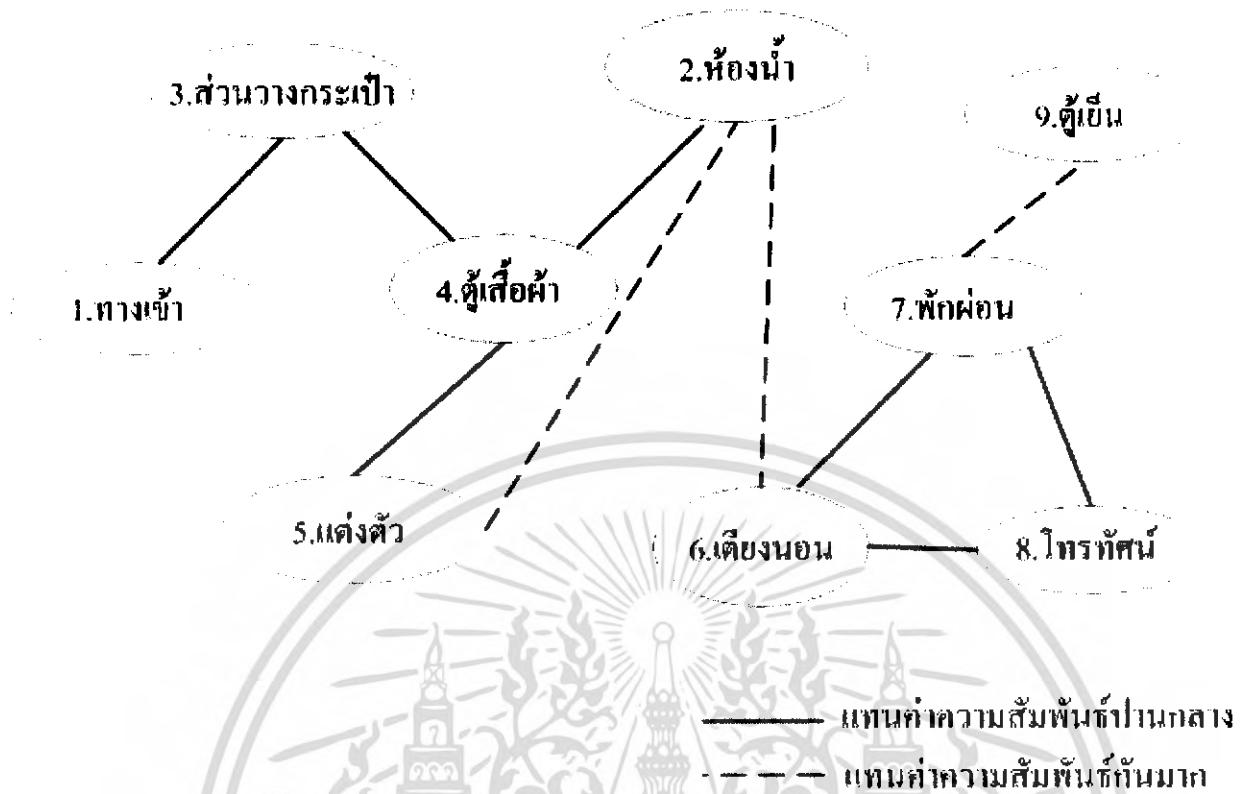 3.ส่วนวางกระเป๋า
2.ห้องน้ำ
9.ตู้เย็น
1.ทางเข้า
4.ตู้เสื้อผ้า
7.พักผ่อน
5.แต่งตัว
6.เตียงนอน
8.โทรทัศน์
แทนค่าความสัมพันธ์ปานกลาง
แทนค่าความสัมพันธ์กันมาก